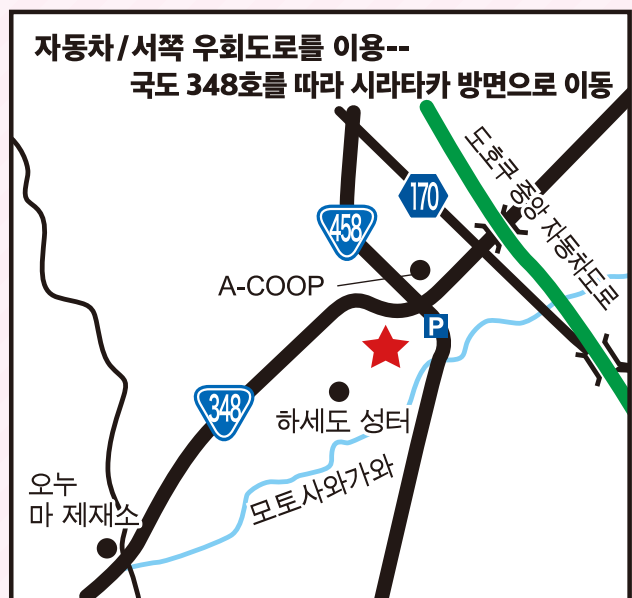 자동차/서쪽 우회도로를 이용--
국도 348호를 따라 시라타카 방면으로 이동
도호쿠 중앙 자동차도로
170
458
A-COOP
P
348
하세도 성터
오누
마 제재소
모토사와가와